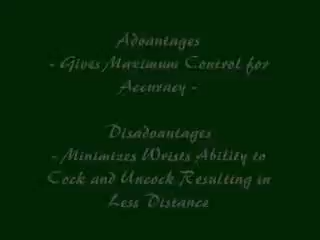 Advantages
- Gives Maximum Control for
Accuracy -
Disadvantages
- Minimizes Wrists Ability to
Cock and Uncock Resulting in
Less Distance